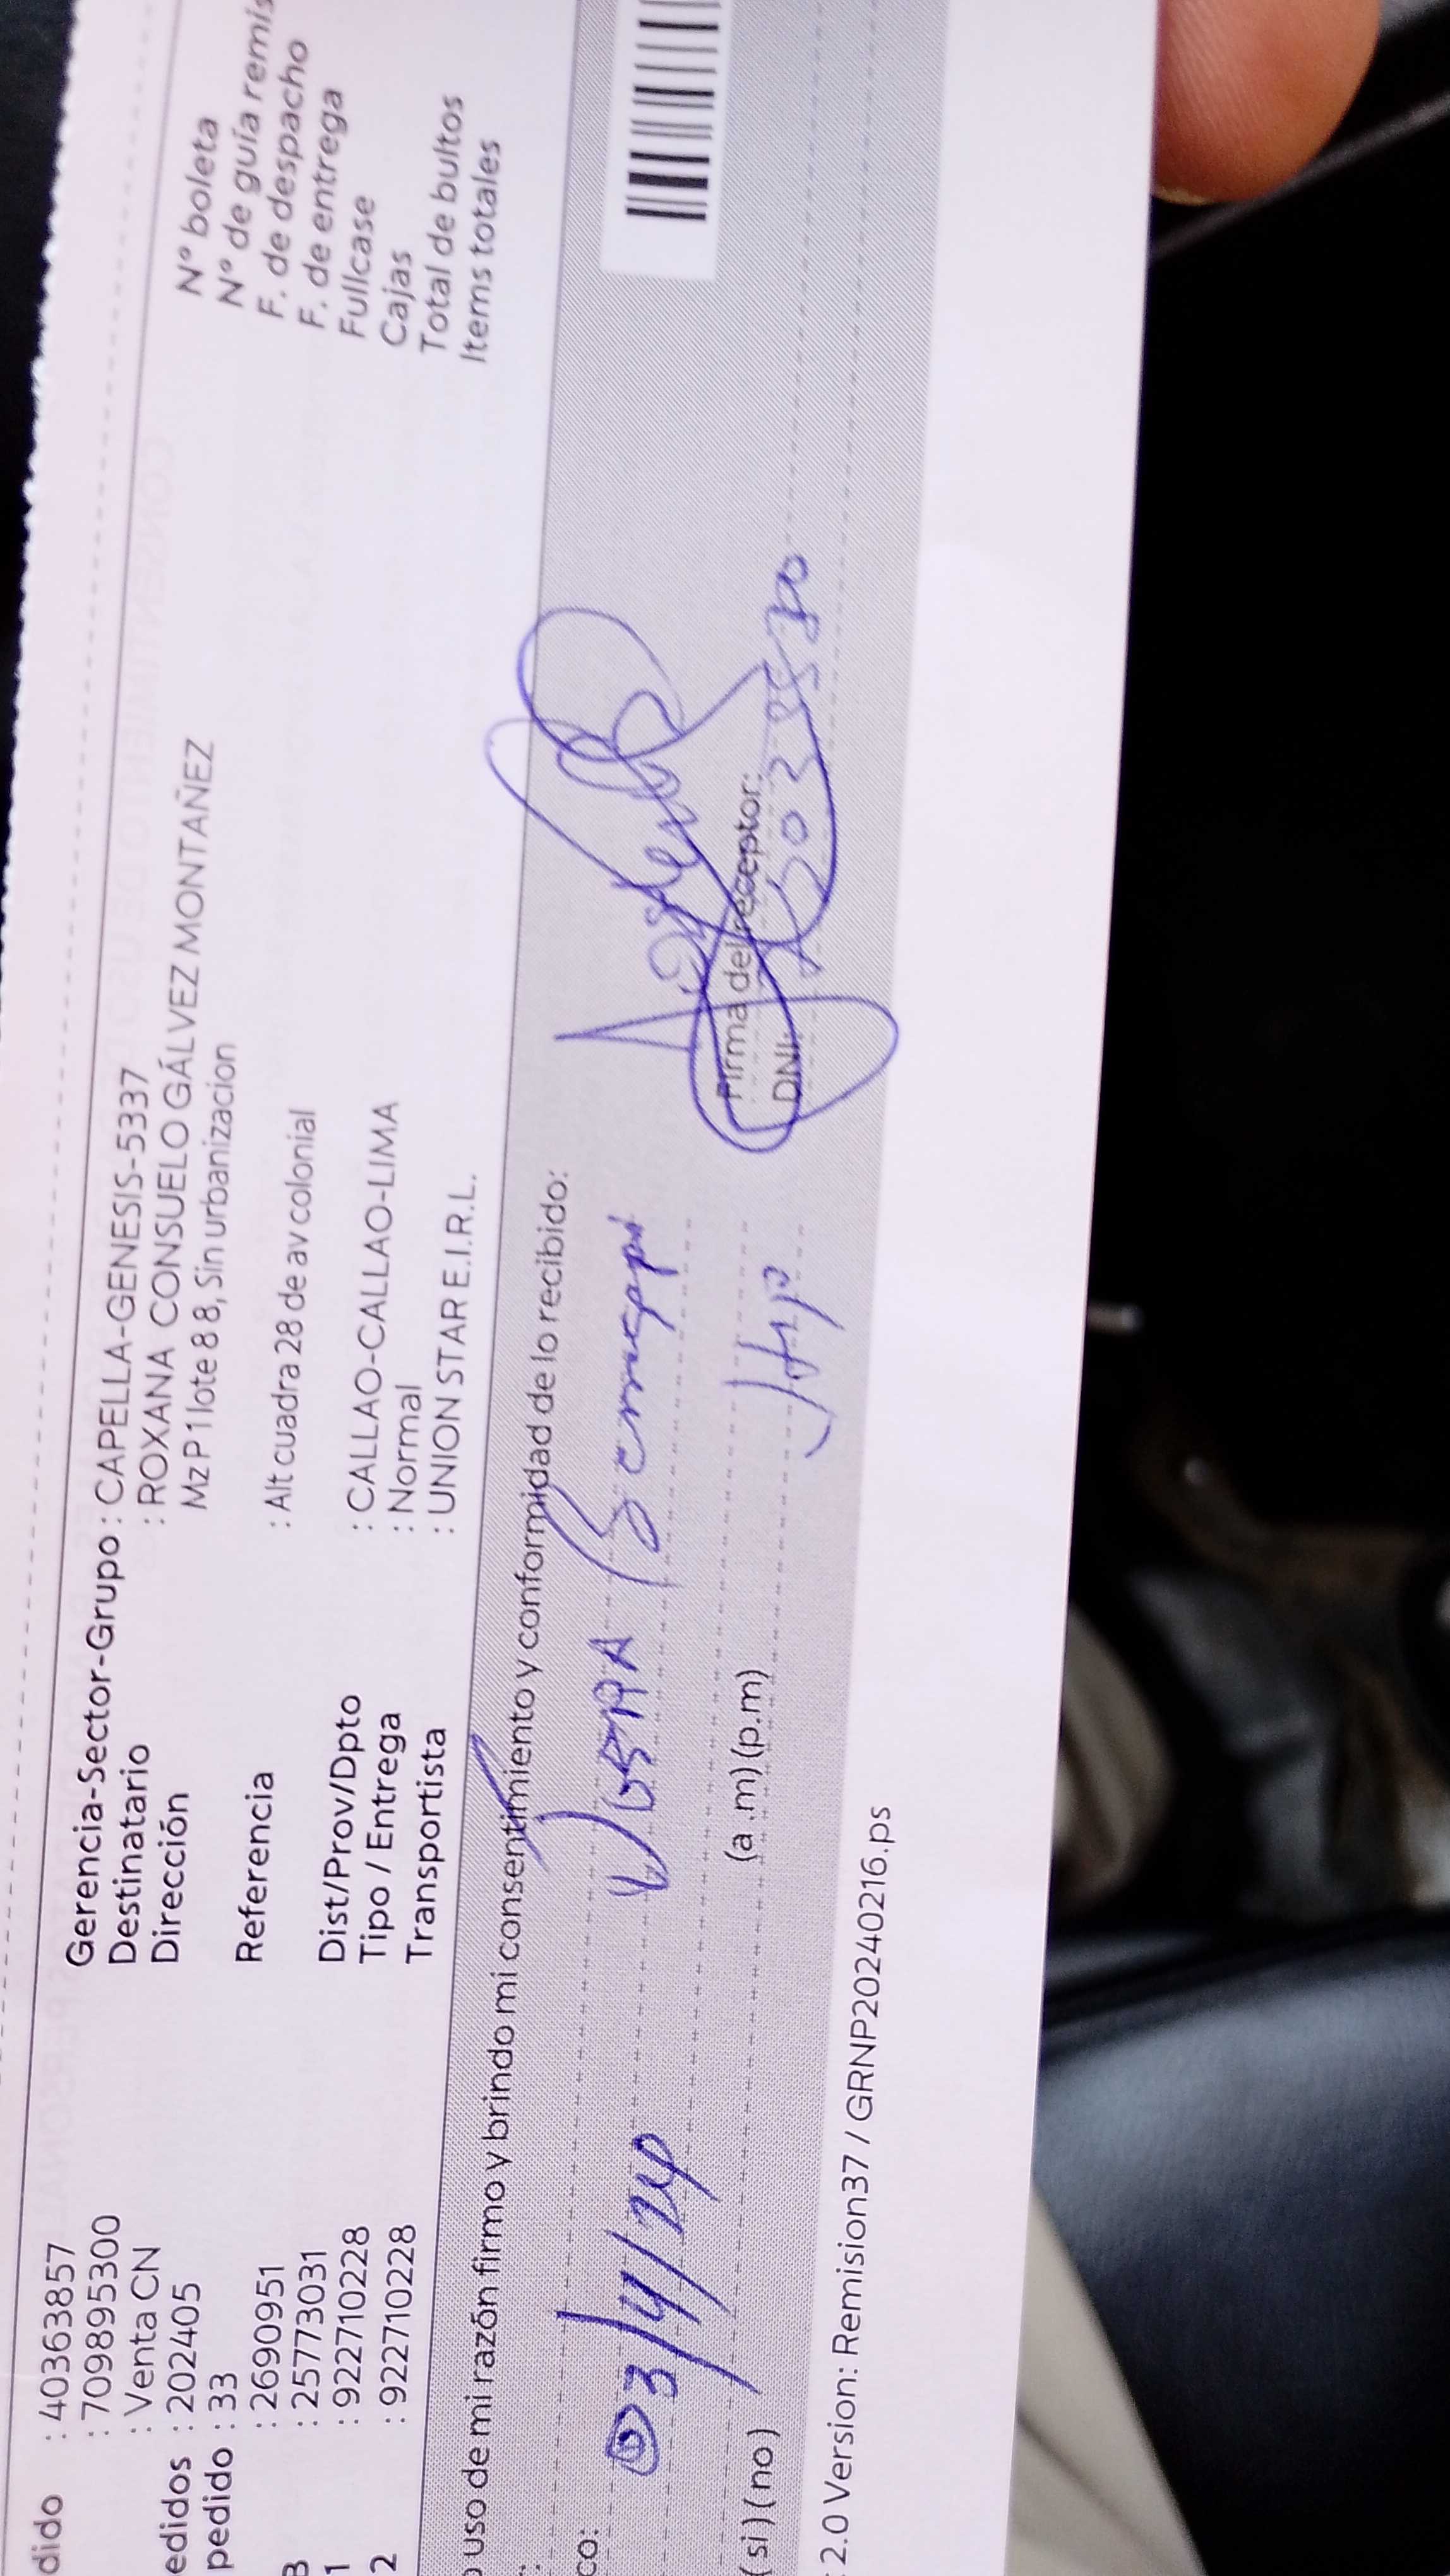 dido : 40363857
: 709895300
: Venta CN
edidos : 202405
pedido : 33
: 2690951
B : 25773031
1 : 922710228
2 : 922710228
Gerencia-Sector-Grupo : CAPELLA-GENESIS-5337
Destinatario : ROXANA CONSUELO GÁLVEZ MONTAÑEZ
Dirección Mz P 1 lote 8 8, Sin urbanizacion
Referencia : Alt cuadra 28 de av colonial
Dist/Prov/Dpto : CALLAO-CALLAO-LIMA
Tipo / Entrega : Normal
Transportista : UNION STAR E.I.R.L.
N° boleta
N° de guía remis
F. de despacho
F. de entrega
Fullcase
Cajas
Total de bultos
Items totales
uso de mi razón firmo y brindo mi consentimiento y conformidad de lo recibido:
co:
03/4/24
Firma del receptor:
DNI:
(a .m) (p.m)
( si ) ( no )
2.0 Version: Remision37 / GRNP20240216.ps